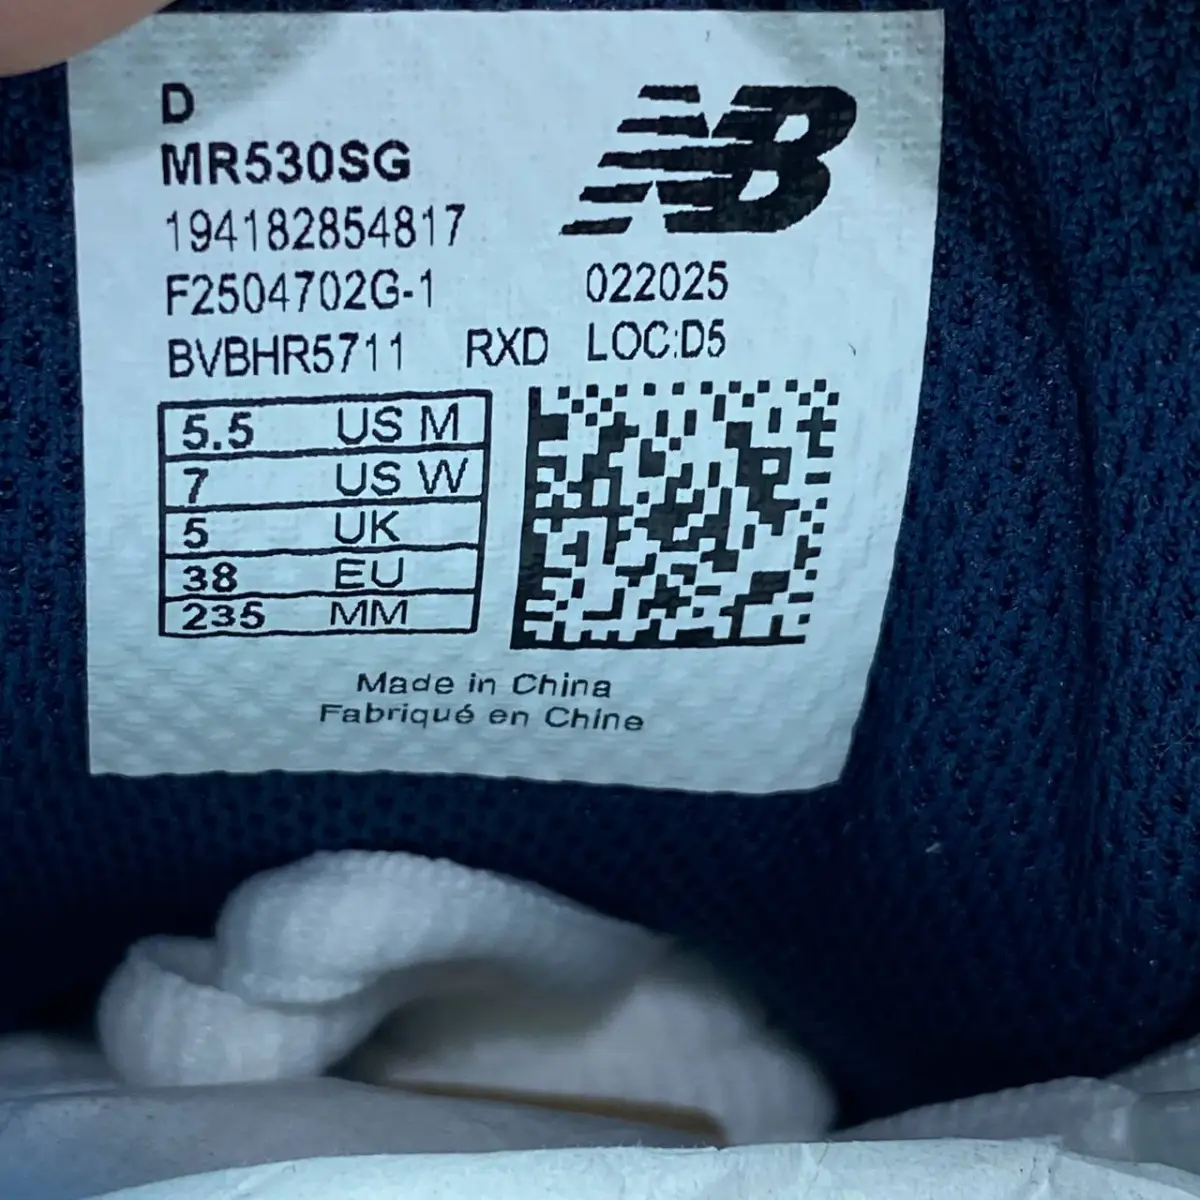 D
MR530SG
194182854817
F2504702G-1 022025
BVBHR5711 RXD LOC:D5
5.5 US M
7 US W
5 UK
38 EU
235 MM
Made in China
Fabriqué en Chine
NB